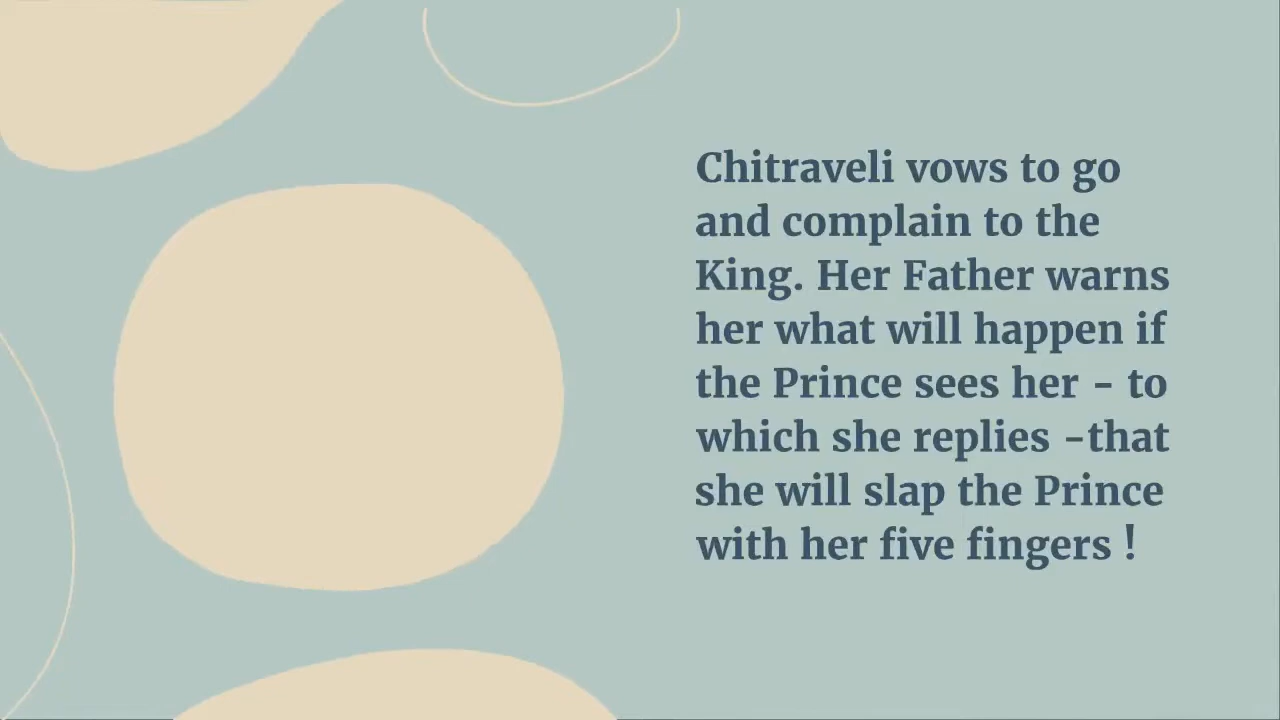 Chitraveli vows to go
and complain to the
King. Her Father warns
her what will happen if
the Prince sees her - to
which she replies -that
she will slap the Prince
with her five fingers !